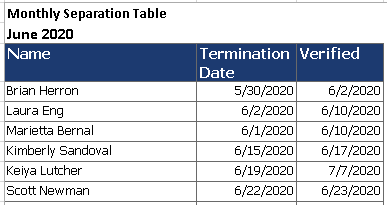 Monthly Separation Table
June 2020
Name Termination Date Verified
Brian Herron 5/30/2020 6/2/2020
Laura Eng 6/2/2020 6/10/2020
Marietta Bernal 6/1/2020 6/10/2020
Kimberly Sandoval 6/15/2020 6/17/2020
Keiya Lutcher 6/19/2020 7/7/2020
Scott Newman 6/22/2020 6/23/2020